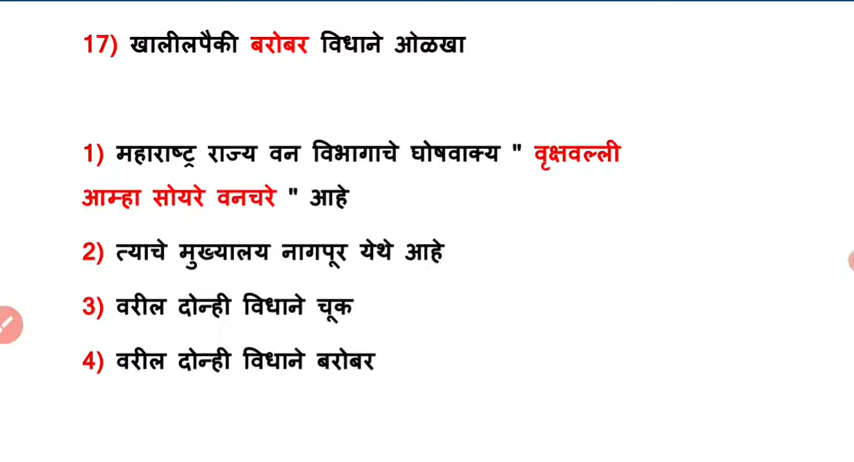 17) खालीलपैकी बरोबर विधाने ओळखा
1) महाराष्ट्र राज्य वन विभागाचे घोषवाक्य " वृक्षवल्ली
आम्हा सोयरे वनचरे " आहे
2) त्याचे मुख्यालय नागपूर येथे आहे
3) वरील दोन्ही विधाने चूक
4) वरील दोन्ही विधाने बरोबर